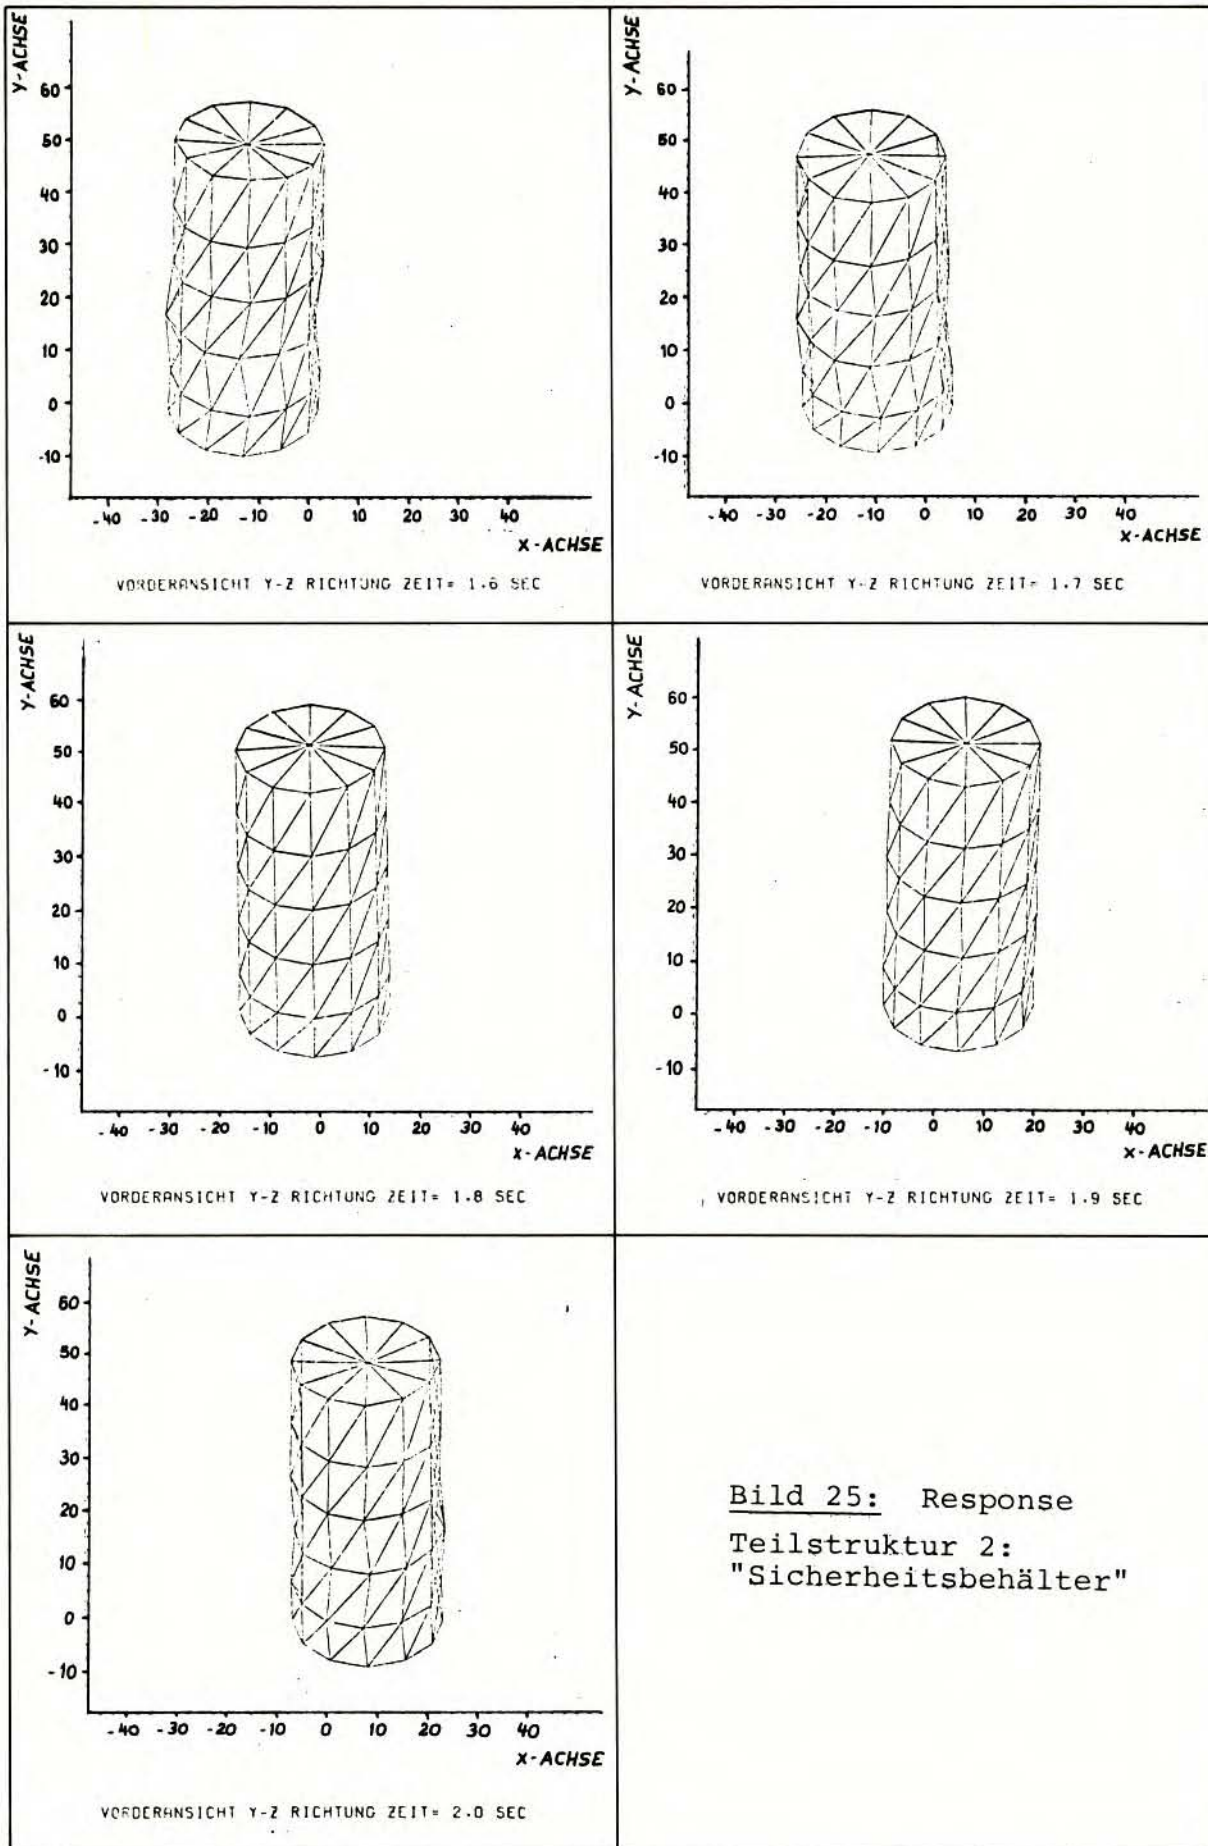 Y-ACHSE
60
50
40
30
20
10
0
-10
-40 -30 -20 -10 0 10 20 30 40
X-ACHSE
VORDERANSICHT Y-Z RICHTUNG ZEIT= 1.6 SEC
Y-ACHSE
60
50
40
30
20
10
0
-10
-40 -30 -20 -10 0 10 20 30 40
X-ACHSE
VORDERANSICHT Y-Z RICHTUNG ZEIT= 1.7 SEC
Y-ACHSE
60
50
40
30
20
10
0
-10
-40 -30 -20 -10 0 10 20 30 40
X-ACHSE
VORDERANSICHT Y-Z RICHTUNG ZEIT= 1.8 SEC
Y-ACHSE
60
50
40
30
20
10
0
-10
-40 -30 -20 -10 0 10 20 30 40
X-ACHSE
VORDERANSICHT Y-Z RICHTUNG ZEIT= 1.9 SEC
Y-ACHSE
60
50
40
30
20
10
0
-10
-40 -30 -20 -10 0 10 20 30 40
X-ACHSE
VORDERANSICHT Y-Z RICHTUNG ZEIT= 2.0 SEC
Bild 25: Response
Teilstruktur 2:
"Sicherheitsbehälter"